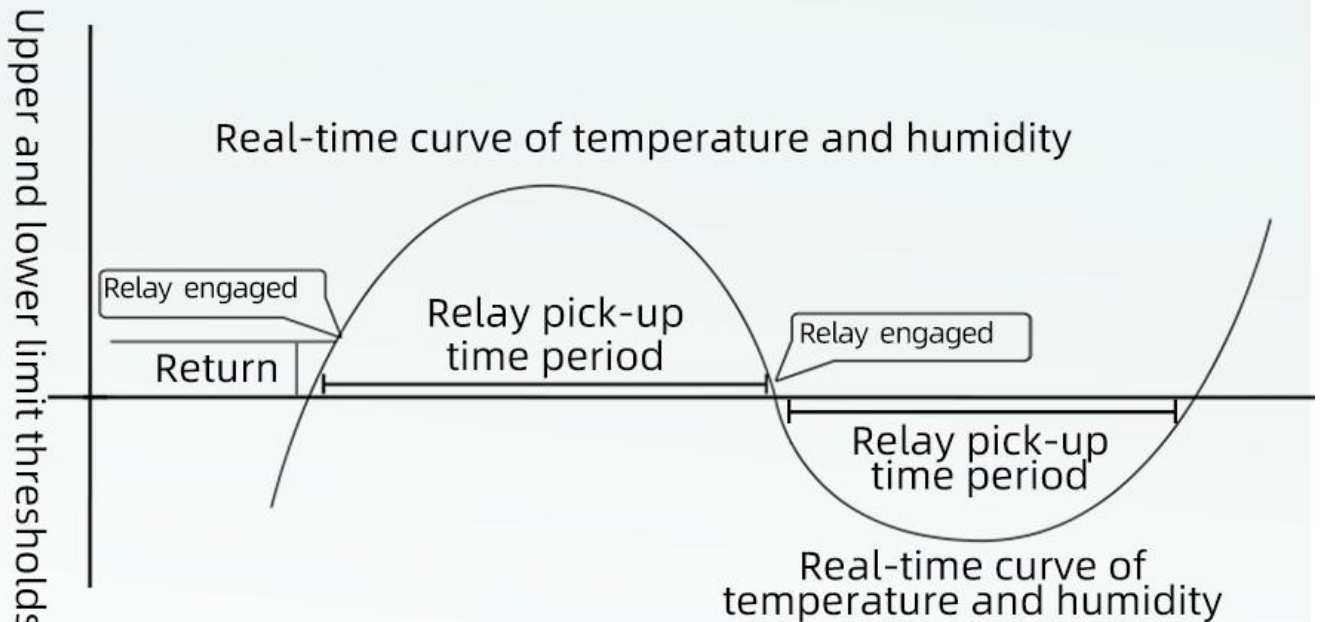 Upper and lower limit thresholds
Real-time curve of temperature and humidity
Relay engaged
Relay pick-up
time period
Relay engaged
Return
Relay pick-up
time period
Real-time curve of
temperature and humidity